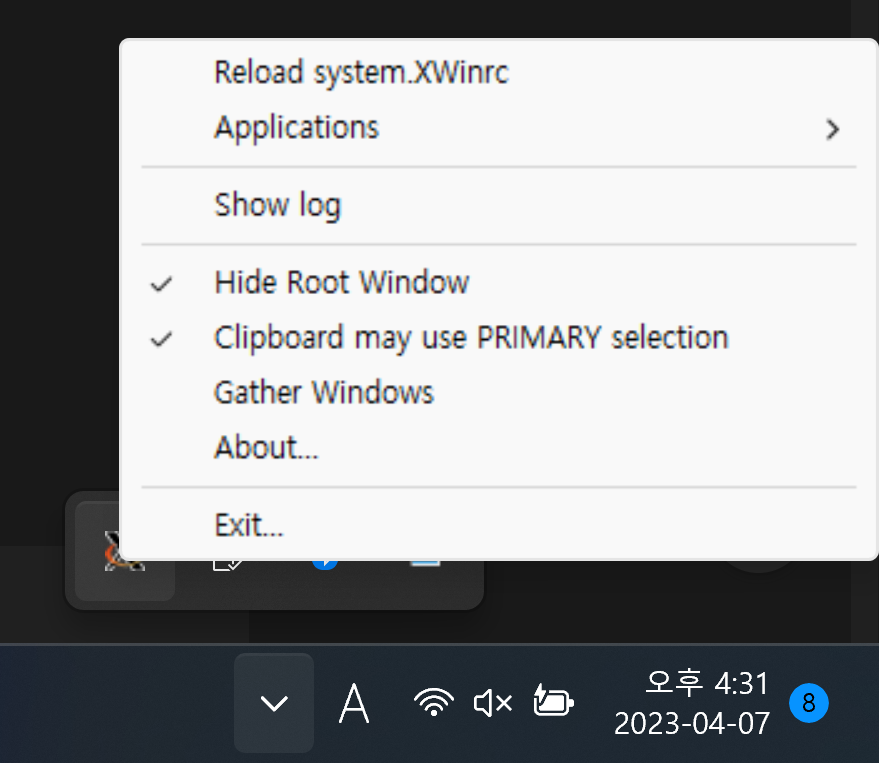 Reload system.XWinrc
Applications
Show log
Hide Root Window
Clipboard may use PRIMARY selection
Gather Windows
About...
Exit...
A
오후 4:31
2023-04-07
8